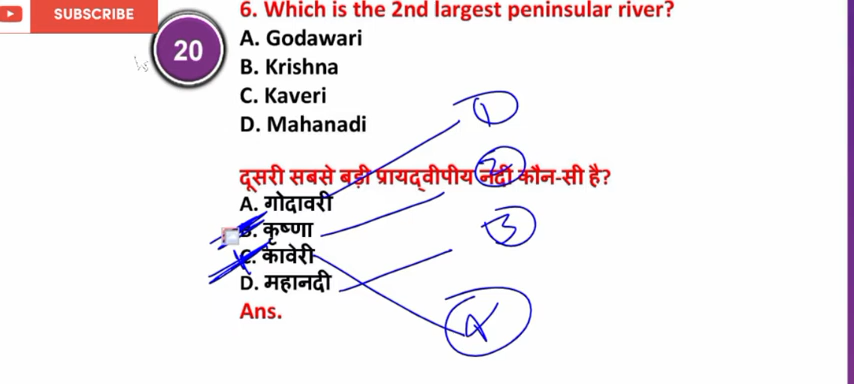 SUBSCRIBE
20
6. Which is the 2nd largest peninsular river?
A. Godawari
B. Krishna
C. Kaveri
D. Mahanadi
1
2
दूसरी सबसे बड़ी प्रायद्वीपीय नदी कौन-सी है?
A. गोदावरी
B. कृष्णा
3
C. कावेरी
D. महानदी
Ans.
4